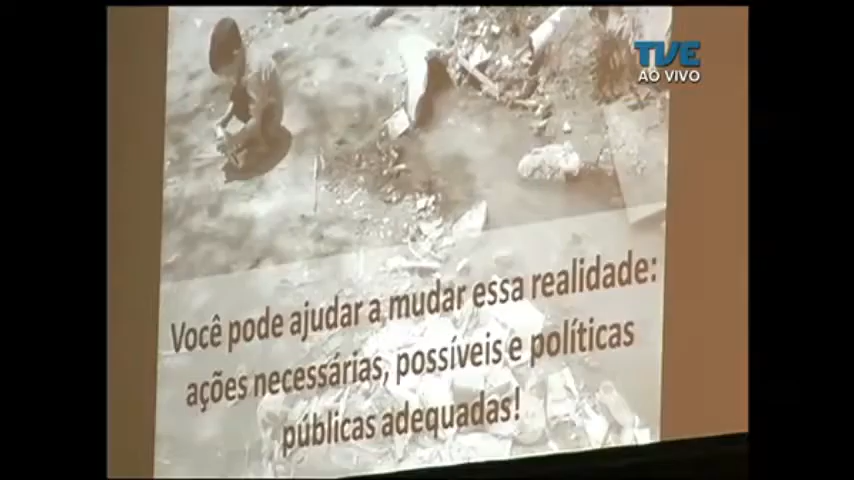 TVE
AO VIVO
Você pode ajudar a mudar essa realidade:
ações necessárias, possíveis e políticas
públicas adequadas!